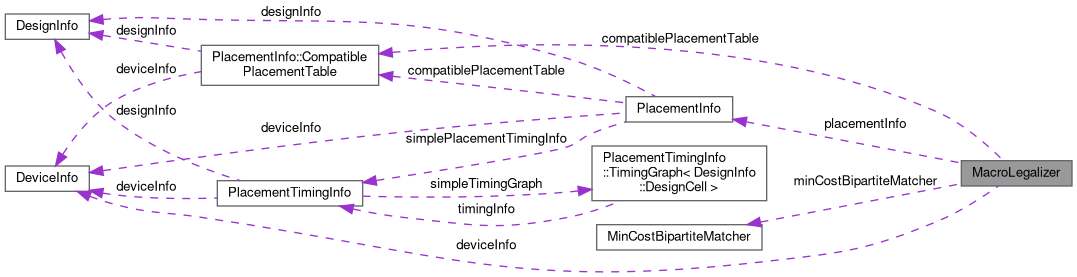 DesignInfo
designInfo
designInfo
compatiblePlacementTable
PlacementInfo::Compatible
PlacementTable
deviceInfo
compatiblePlacementTable
designInfo
PlacementInfo
placementInfo
deviceInfo
simplePlacementTimingInfo
DeviceInfo
deviceInfo
PlacementTimingInfo
simpleTimingGraph
timingInfo
PlacementTimingInfo
::TimingGraph< DesignInfo
::DesignCell >
minCostBipartiteMatcher
MacroLegalizer
MinCostBipartiteMatcher
deviceInfo